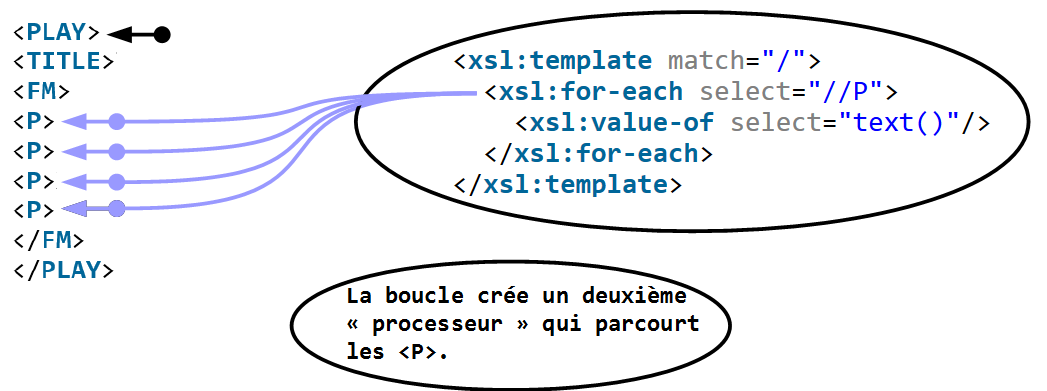 <PLAY>
<TITLE>
<FM>
<P>
<P>
<P>
<P>
</FM>
</PLAY>
<xsl:template match="/">
<xsl:for-each select="//P">
<xsl:value-of select="text()"/>
</xsl:for-each>
</xsl:template>
La boucle crée un deuxième
« processeur » qui parcourt
les <P>.